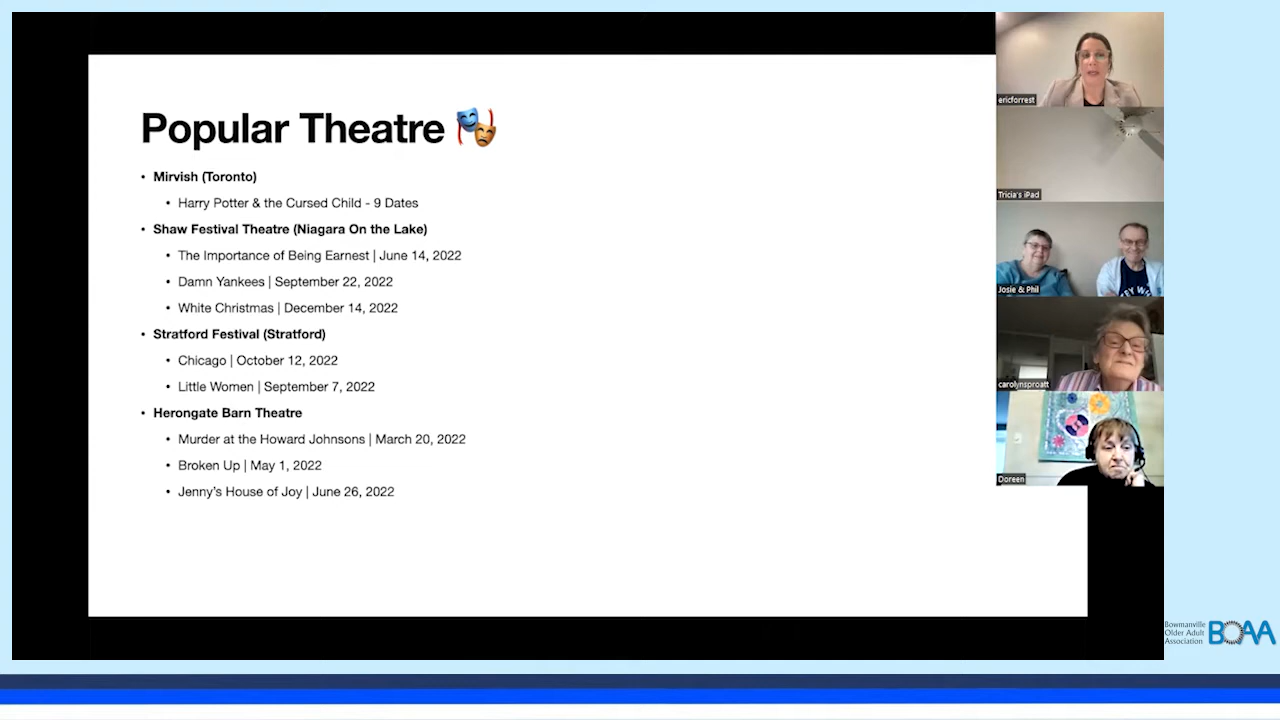 Popular Theatre
• Mirvish (Toronto)
• Harry Potter & the Cursed Child - 9 Dates
• Shaw Festival Theatre (Niagara On the Lake)
• The Importance of Being Earnest | June 14, 2022
• Damn Yankees | September 22, 2022
• White Christmas | December 14, 2022
• Stratford Festival (Stratford)
• Chicago | October 12, 2022
• Little Women | September 7, 2022
• Herongate Barn Theatre
• Murder at the Howard Johnsons | March 20, 2022
• Broken Up | May 1, 2022
• Jenny's House of Joy | June 26, 2022
ericforrest
Tricia's iPad
Josie & Phil
carolynsproatt
Doreen
Bowmanville
Older Adult
Association
BOAA